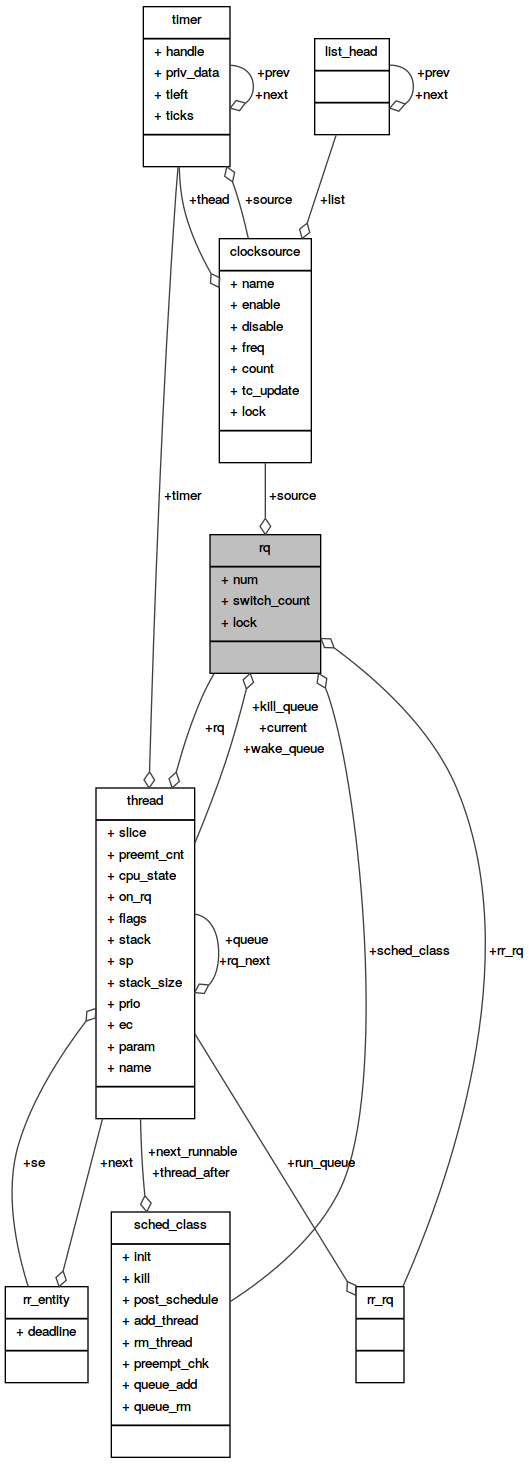 timer
+ handle
+ priv_data
+ tleft
+ ticks
+prev
+next
list_head
+prev
+next
+thead
+source
+list
clocksource
+ name
+ enable
+ disable
+ freq
+ count
+ tc_update
+ lock
+timer
+source
rq
+ num
+ switch_count
+ lock
+rq
+kill_queue
+current
+wake_queue
thread
+ slice
+ preemt_cnt
+ cpu_state
+ on_rq
+ flags
+ stack
+ sp
+ stack_size
+ prio
+ ec
+ param
+ name
+queue
+rq_next
+sched_class
+rr_rq
+se
+next
+next_runnable
+thread_after
+run_queue
sched_class
+ init
+ kill
+ post_schedule
+ add_thread
+ rm_thread
+ preempt_chk
+ queue_add
+ queue_rm
rr_entity
+ deadline
rr_rq